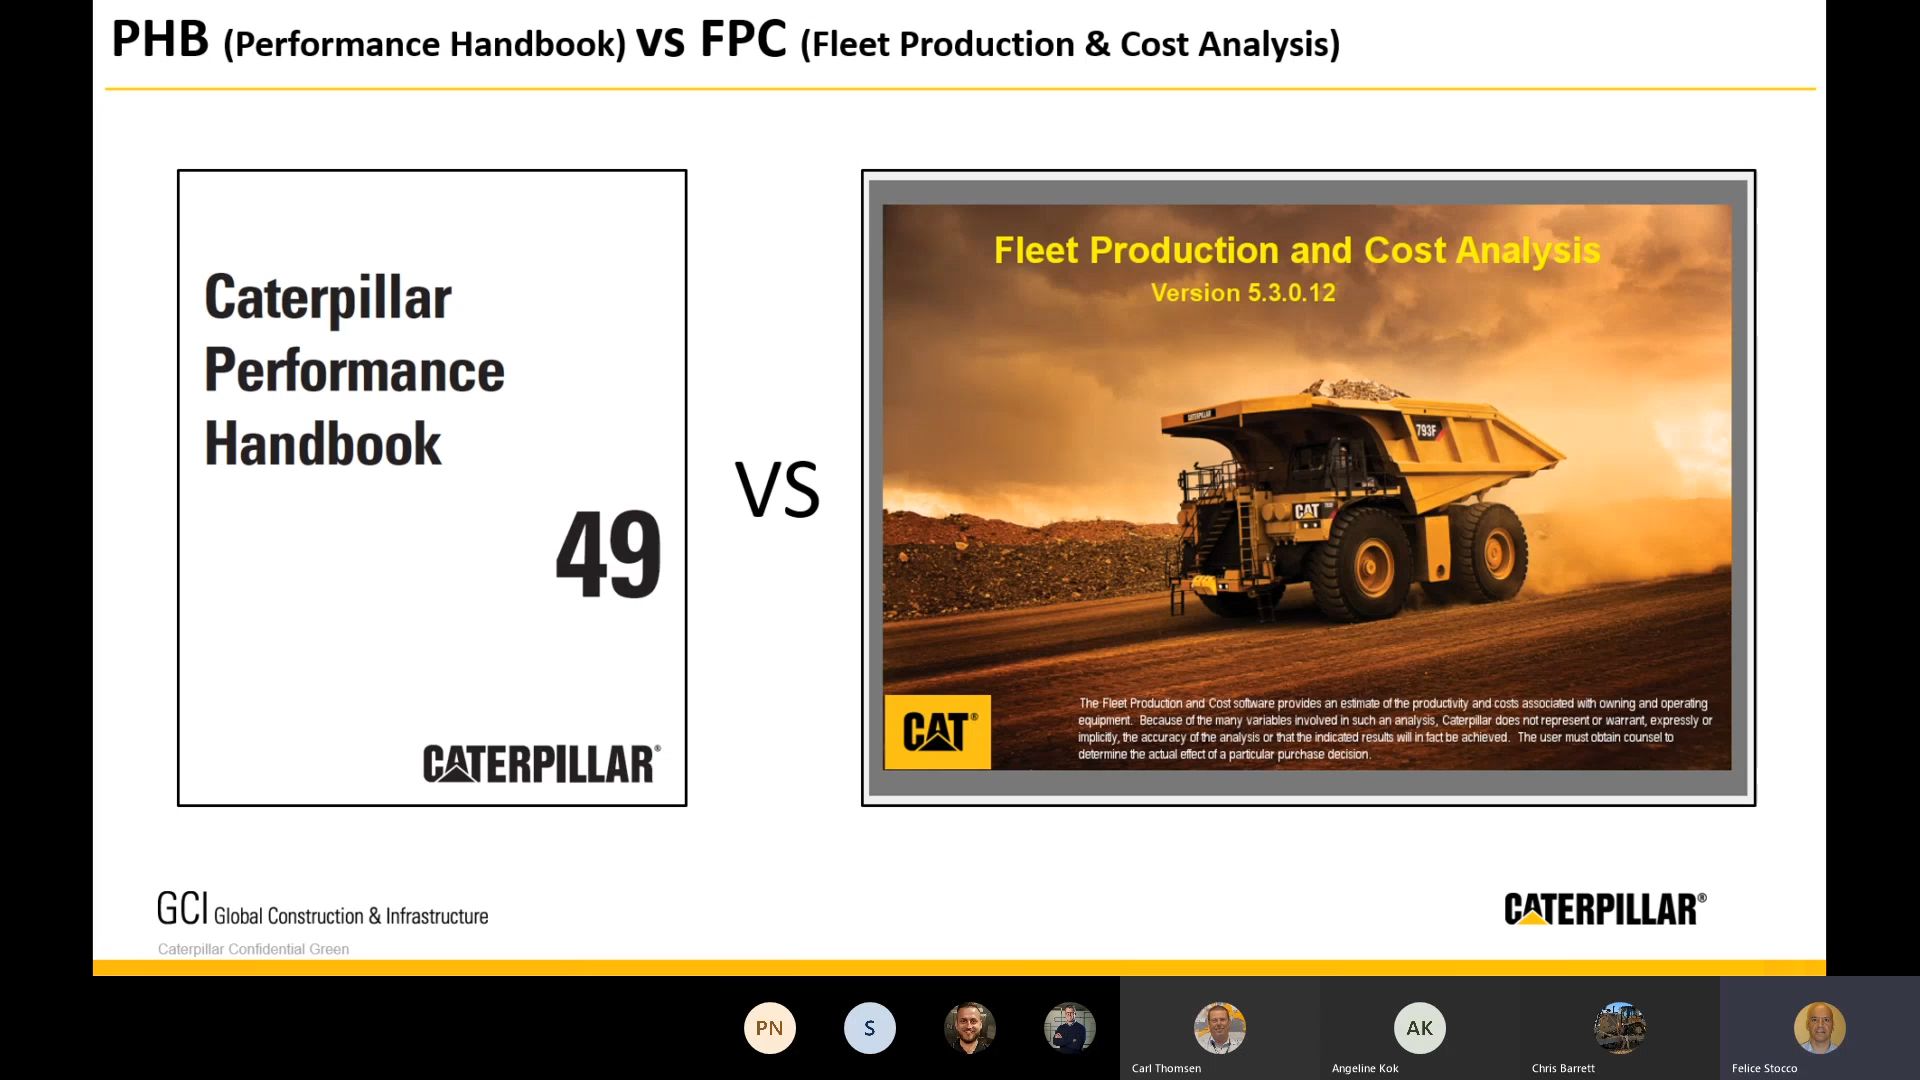 PHB (Performance Handbook) vs FPC (Fleet Production & Cost Analysis)
Caterpillar
Performance
Handbook
49
CATERPILLAR®
VS
Fleet Production and Cost Analysis
Version 5.3.0.12
CATERPILLAR
793F
CAT
The Fleet Production and Cost software provides an estimate of the productivity and costs associated with owning and operating
equipment. Because of the many variables involved in such an analysis, Caterpillar does not represent or warrant, expressly or
implicitly, the accuracy of the analysis or that the indicated results will in fact be achieved. The user must obtain counsel to
determine the actual effect of a particular purchase decision.
CAT®
GCI Global Construction & Infrastructure
CATERPILLAR®
Caterpillar Confidential Green
PN
S
AK
Carl Thomsen
Angeline Kok
Chris Barrett
Felice Stocco